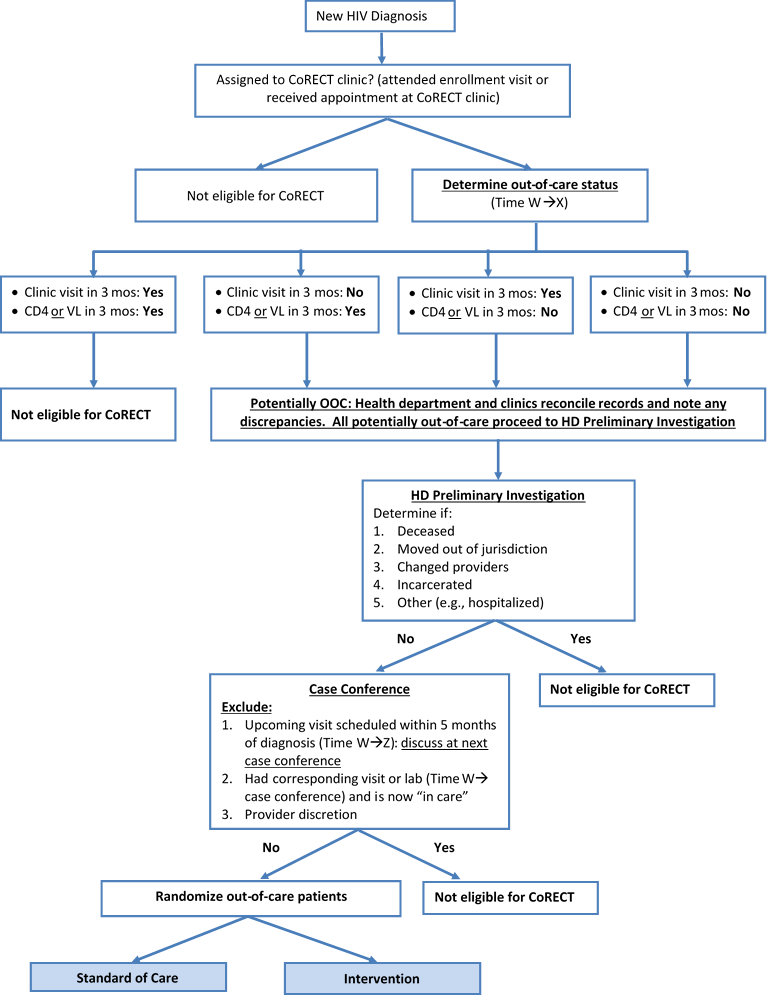 New HIV Diagnosis
Assigned to CoRECT clinic? (attended enrollment visit or
received appointment at CoRECT clinic)
Not eligible for CoRECT
Determine out-of-care status
(Time W→X)
• Clinic visit in 3 mos: Yes
• CD4 or VL in 3 mos: Yes
• Clinic visit in 3 mos: No
• CD4 or VL in 3 mos: Yes
• Clinic visit in 3 mos: Yes
• CD4 or VL in 3 mos: No
• Clinic visit in 3 mos: No
• CD4 or VL in 3 mos: No
Not eligible for CoRECT
Potentially OOC: Health department and clinics reconcile records and note any
discrepancies. All potentially out-of-care proceed to HD Preliminary Investigation
HD Preliminary Investigation
Determine if:
1. Deceased
2. Moved out of jurisdiction
3. Changed providers
4. Incarcerated
5. Other (e.g., hospitalized)
No
Yes
Case Conference
Exclude:
1. Upcoming visit scheduled within 5 months
of diagnosis (Time W→Z): discuss at next
case conference
2. Had corresponding visit or lab (Time W→
case conference) and is now “in care”
3. Provider discretion
Not eligible for CoRECT
No
Yes
Randomize out-of-care patients
Not eligible for CoRECT
Standard of Care
Intervention